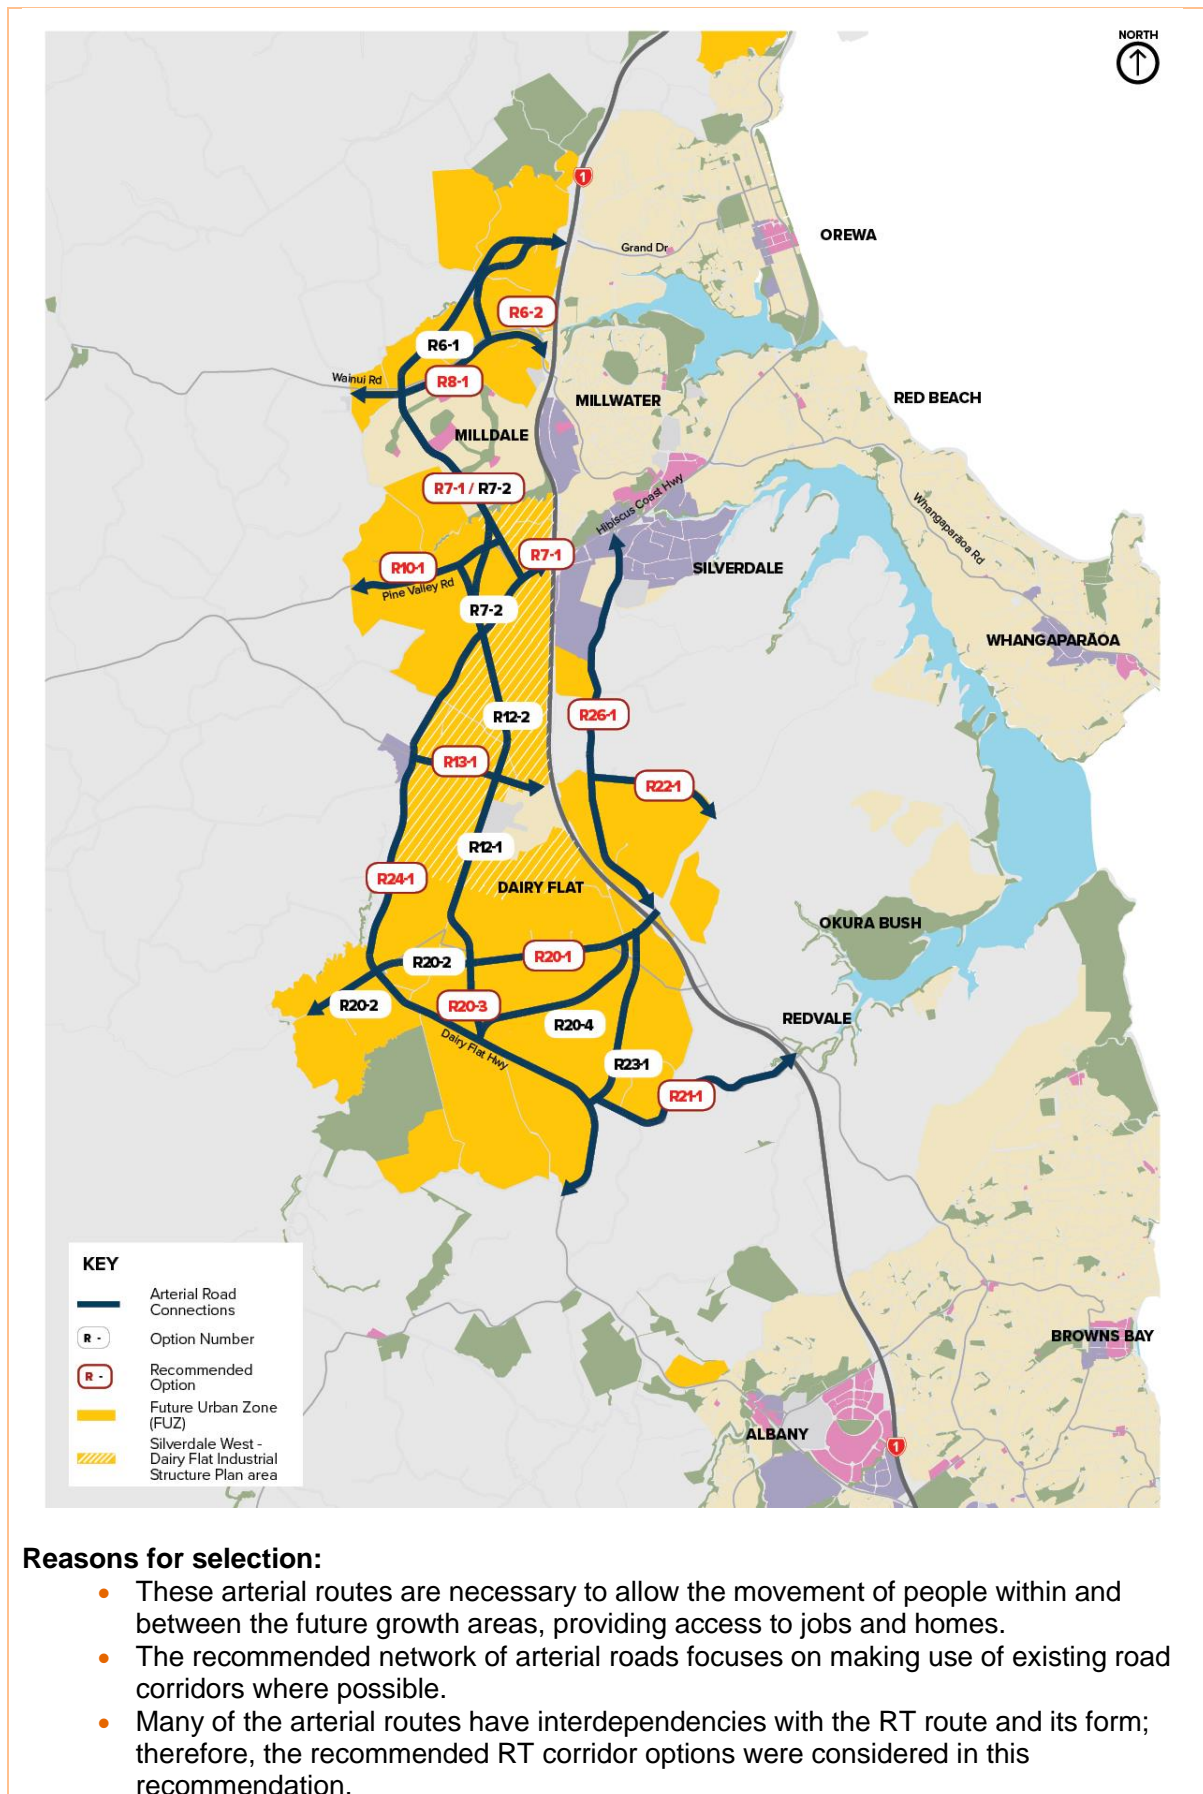 NORTH
1
Grand Dr
OREWA
R6-2
R6-1
Wainui Rd
R8-1
RED BEACH
MILLWATER
MILLDALE
R7-1 / R7-2
Hibiscus Coast Hwy
Whangaparāoa Rd
R7-1
R10-1
SILVERDALE
Pine Valley Rd
R7-2
WHANGAPARĀOA
R12-2
R26-1
R13-1
R22-1
R12-1
R24-1
DAIRY FLAT
OKURA BUSH
R20-1
R20-2
R20-2
R20-3
REDVALE
R20-4
Dairy Flat Hwy
R23-1
R21-1
KEY
Arterial Road
Connections
R -
Option Number
R -
Recommended
Option
Future Urban Zone
(FUZ)
Silverdale West -
Dairy Flat Industrial
Structure Plan area
BROWNS BAY
ALBANY
1
Reasons for selection:
• These arterial routes are necessary to allow the movement of people within and
between the future growth areas, providing access to jobs and homes.
• The recommended network of arterial roads focuses on making use of existing road
corridors where possible.
• Many of the arterial routes have interdependencies with the RT route and its form;
therefore, the recommended RT corridor options were considered in this
recommendation.